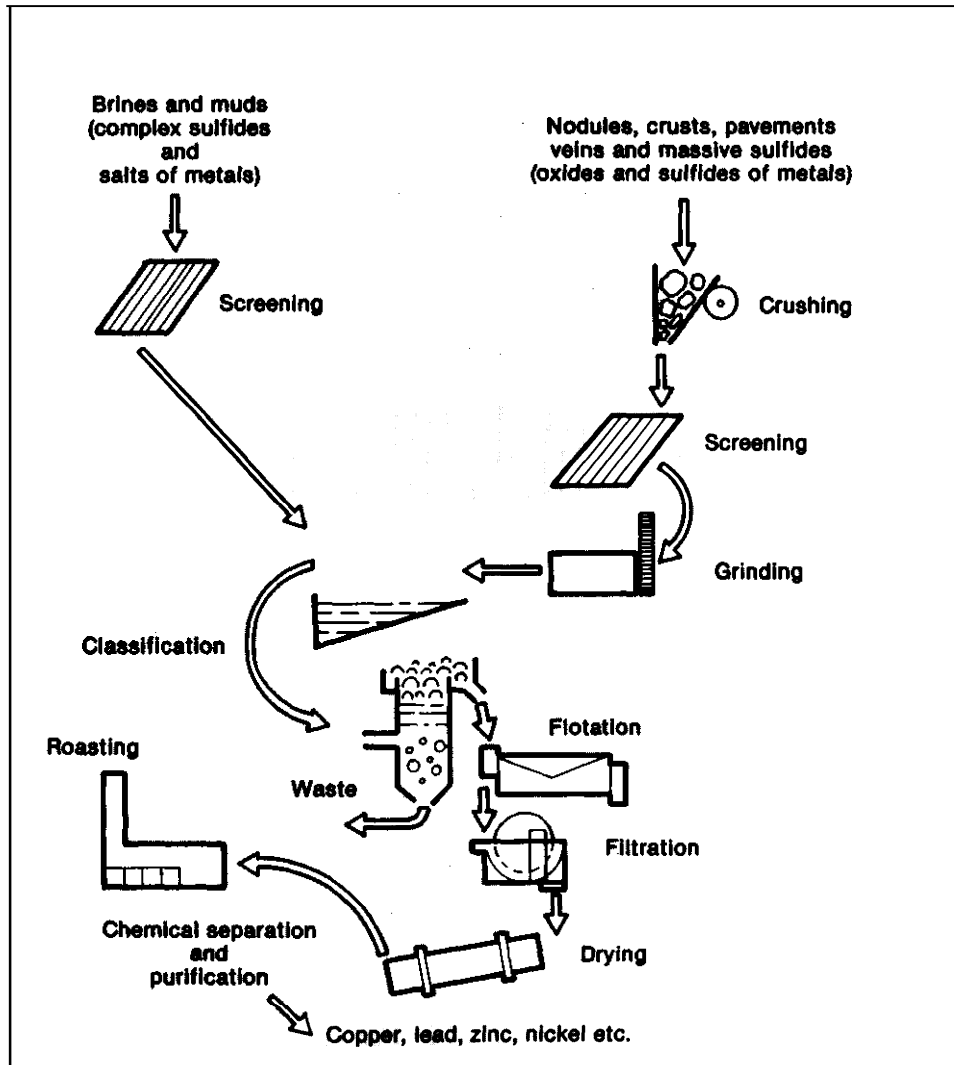 Brines and muds
(complex sulfides
and
salts of metals)
Nodules, crusts, pavements
veins and massive sulfides
(oxides and sulfides of metals)
Screening
Crushing
Screening
Grinding
Classification
Flotation
Roasting
Waste
Filtration
Chemical separation
and
purification
Drying
Copper, lead, zinc, nickel etc.